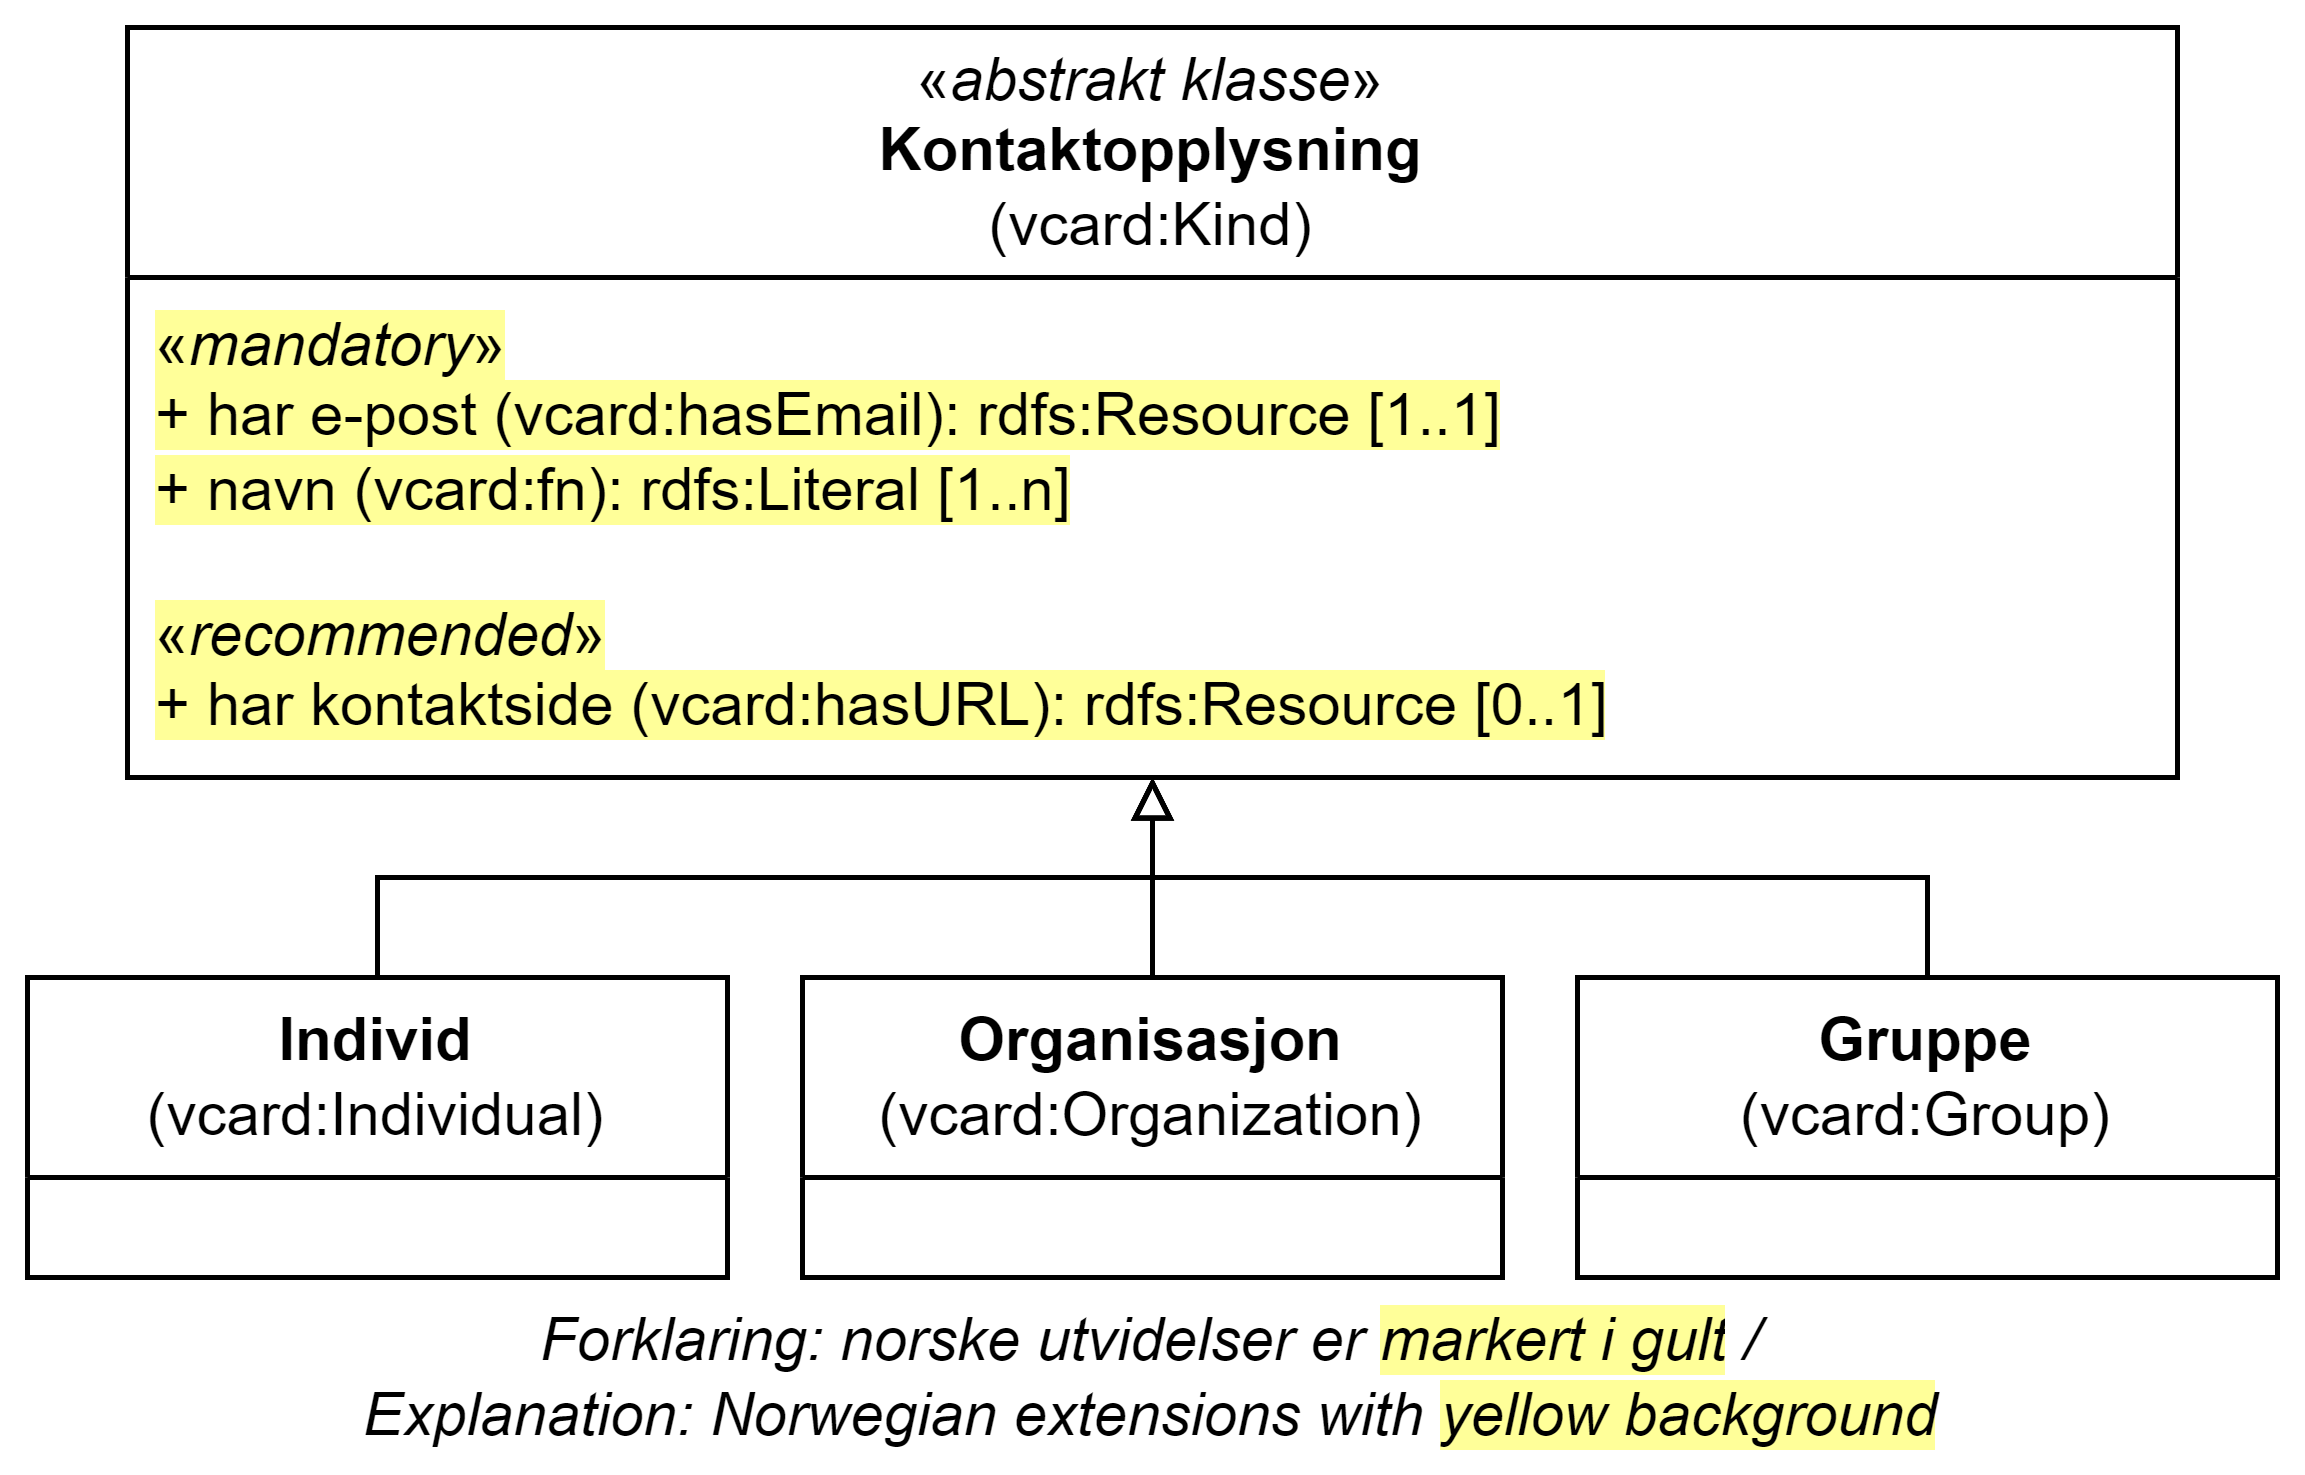 «abstrakt klasse»
Kontaktopplysning
(vcard:Kind)
«mandatory»
+ har e-post (vcard:hasEmail): rdfs:Resource [1..1]
+ navn (vcard:fn): rdfs:Literal [1..n]
«recommended»
+ har kontaktside (vcard:hasURL): rdfs:Resource [0..1]
Individ
(vcard:Individual)
Organisasjon
(vcard:Organization)
Gruppe
(vcard:Group)
Forklaring: norske utvidelser er markert i gult /
Explanation: Norwegian extensions with yellow background